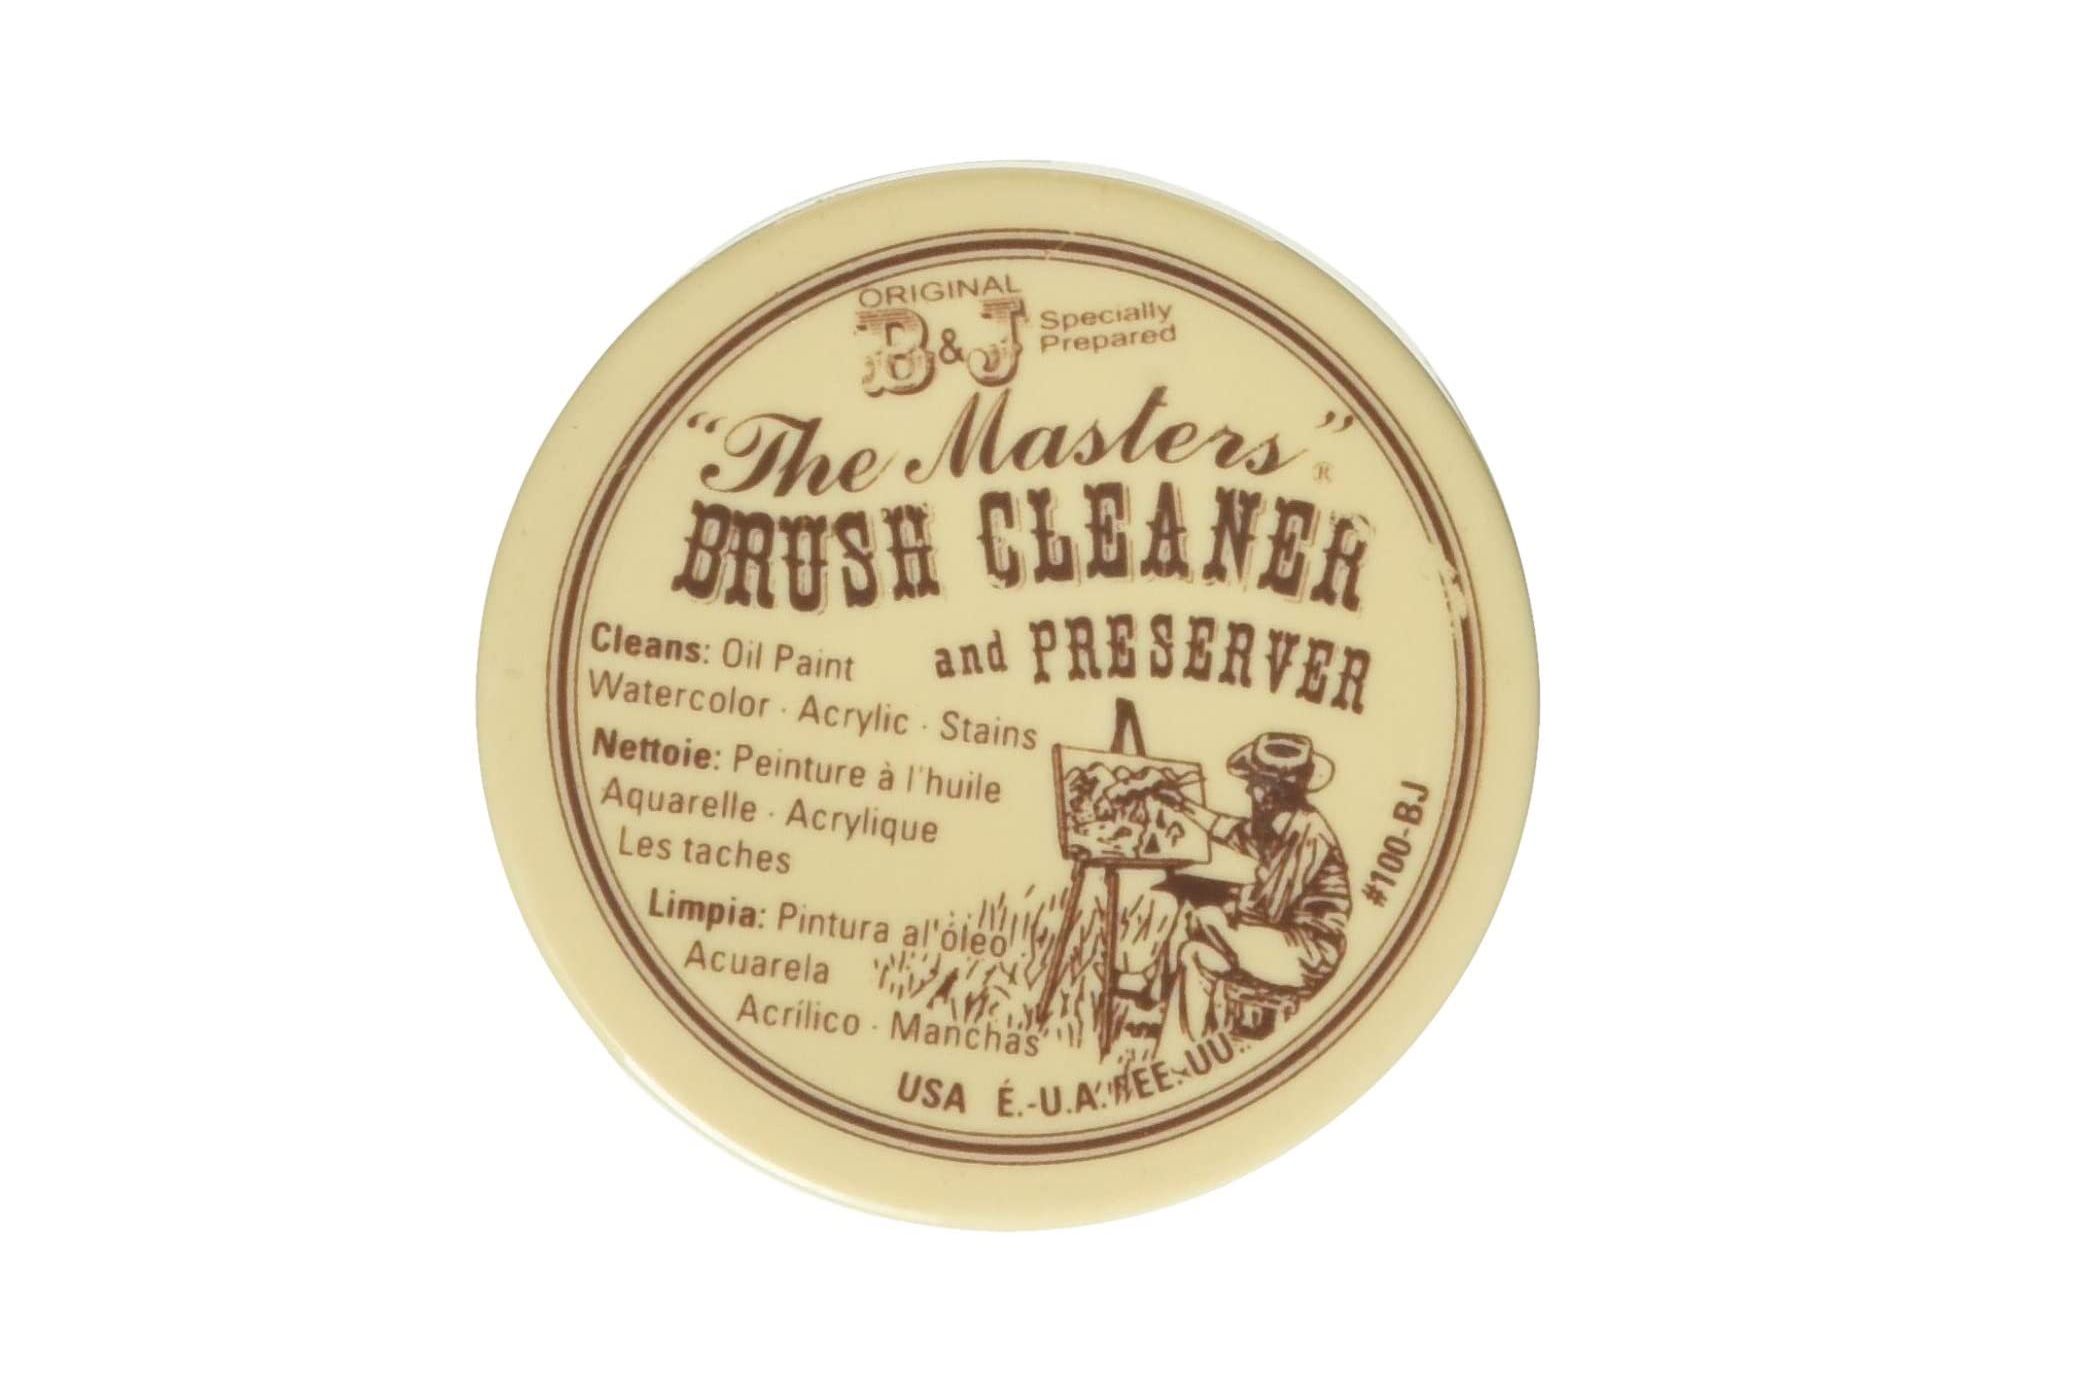 ORIGINAL
B&J Specially
Prepared
“The Masters”®
BRUSH CLEANER
and PRESERVER
Cleans: Oil Paint
Watercolor · Acrylic · Stains
Nettoie: Peinture à l'huile
Aquarelle · Acrylique
Les taches
Limpia: Pintura al'óleo
Acuarela
Acrílico · Manchas
#100-BJ
USA É.-U.A. EE.UU.